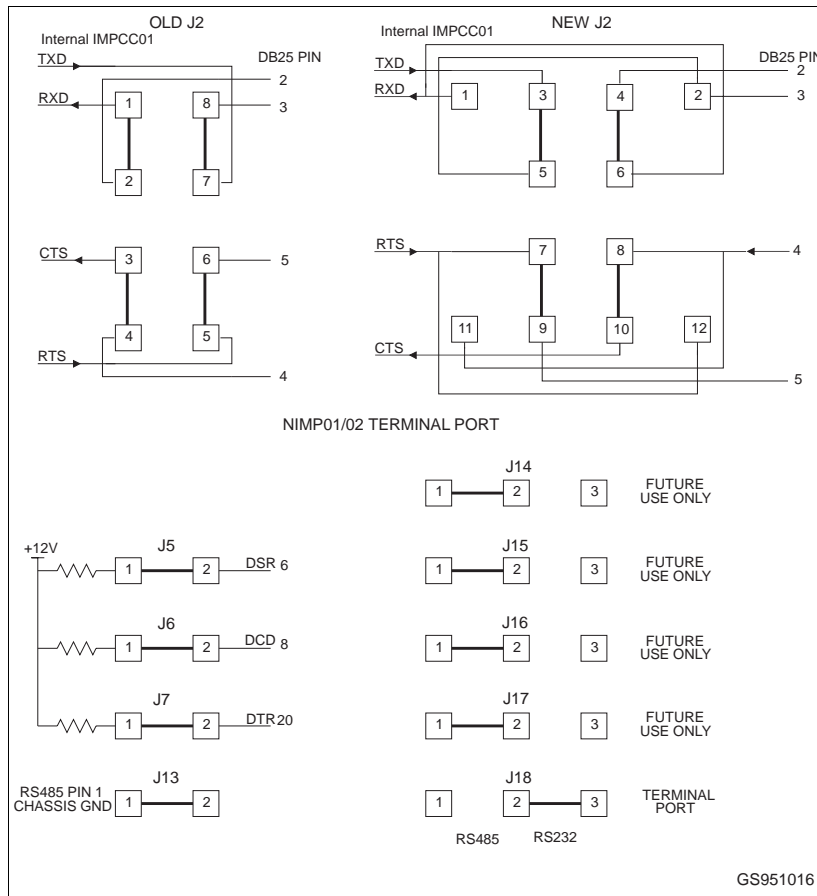 OLD J2
NEW J2
Internal IMPCC01
Internal IMPCC01
TXD
DB25 PIN
TXD
DB25 PIN
2
2
RXD
1
8
3
RXD
1
3
4
2
3
2
7
5
6
CTS
3
6
5
RTS
7
8
4
4
5
11
9
10
12
RTS
4
CTS
5
NIMP01/02 TERMINAL PORT
J14
1
2
3
FUTURE
USE ONLY
+12V
J5
1
2
DSR 6
J15
1
2
3
FUTURE
USE ONLY
J6
1
2
DCD 8
J16
1
2
3
FUTURE
USE ONLY
J7
1
2
DTR 20
J17
1
2
3
FUTURE
USE ONLY
RS485 PIN 1
CHASSIS GND
J13
1
2
J18
1
2
3
TERMINAL
PORT
RS485
RS232
GS951016